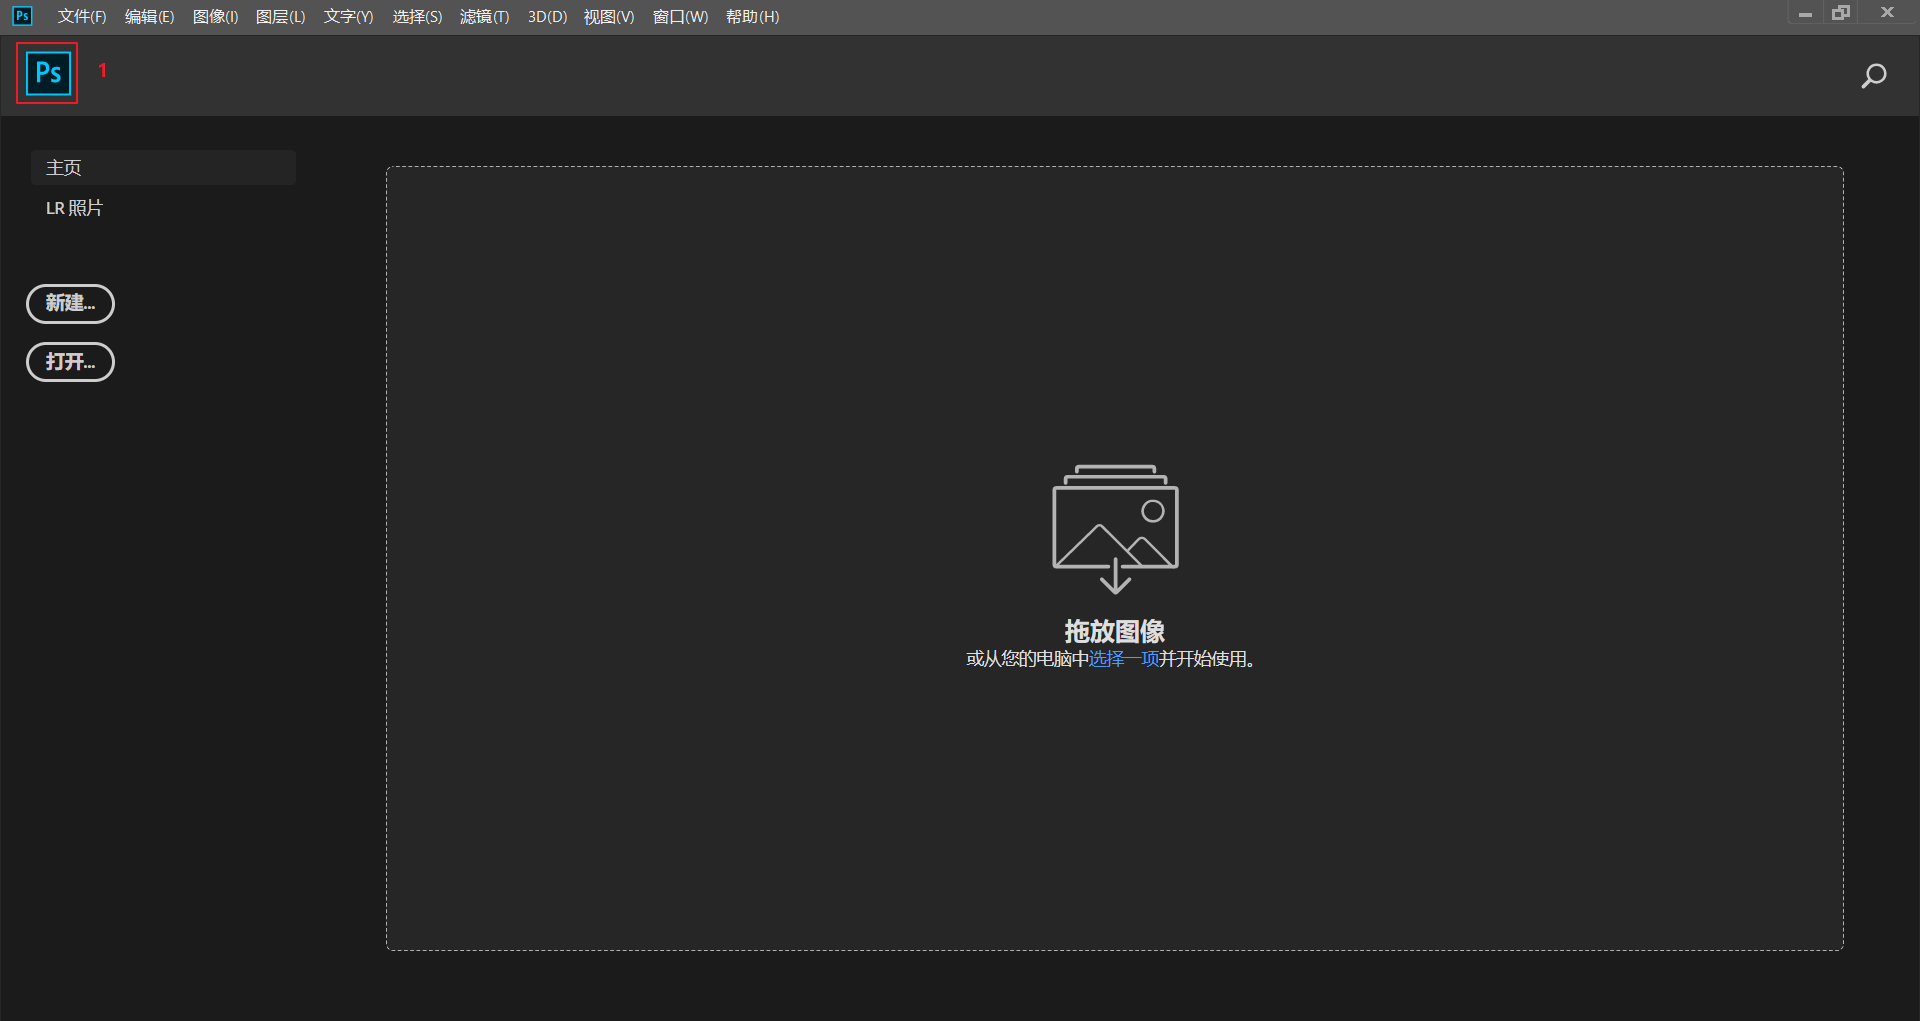 Ps 文件(F) 编辑(E) 图像(I) 图层(L) 文字(Y) 选择(S) 滤镜(T) 3D(D) 视图(V) 窗口(W) 帮助(H)
Ps 1
主页
LR 照片
新建...
打开...
拖放图像
或从您的电脑中选择一项并开始使用。